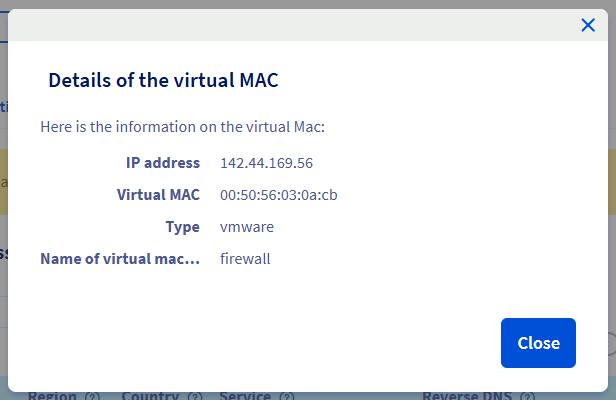 Details of the virtual MAC
Here is the information on the virtual Mac:
IP address 142.44.169.56
Virtual MAC 00:50:56:03:0a:cb
Type vmware
Name of virtual mac... firewall
Close
Region Country Service Reverse DNS